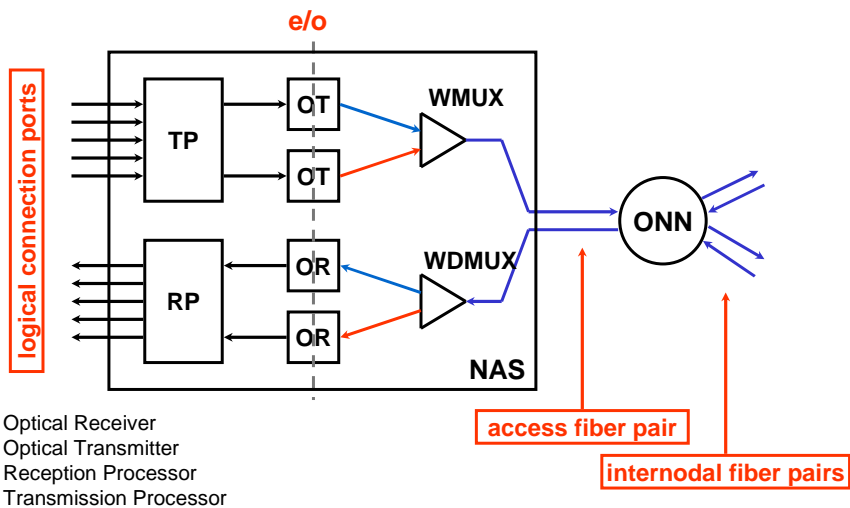 e/o
logical connection ports
TP
OT
OT
WMUX
RP
OR
OR
WDMUX
NAS
ONN
access fiber pair
internodal fiber pairs
Optical Receiver
Optical Transmitter
Reception Processor
Transmission Processor